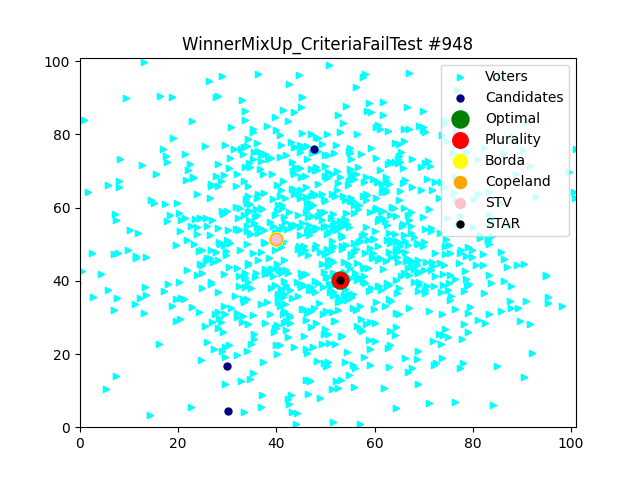 WinnerMixUp_CriteriaFailTest #948
100
80
60
40
20
0
0
20
40
60
80
100
Voters
Candidates
Optimal
Plurality
Borda
Copeland
STV
STAR